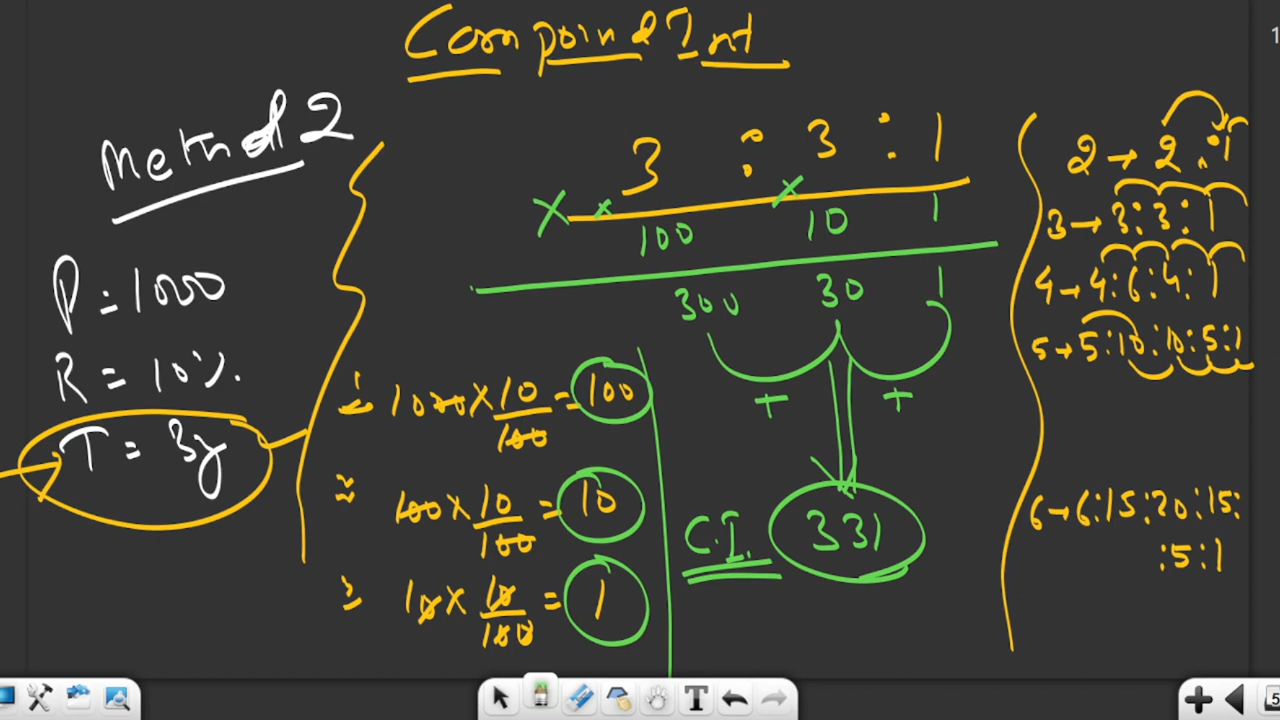 Compound Int
Method 2
P = 1000
R = 10%.
T = 3y
3 : 3 : 1
× × 100 × 10 1
300 30 1
+ +
C.I. 331
1000 × 10/100 = 100
100 × 10/100 = 10
10 × 10/100 = 1
2 → 2 : 1
3 → 3 : 3 : 1
4 → 4 : 6 : 4 : 1
5 → 5 : 10 : 10 : 5 : 1
6 → 6 : 15 : 20 : 15 :
: 5 : 1
T